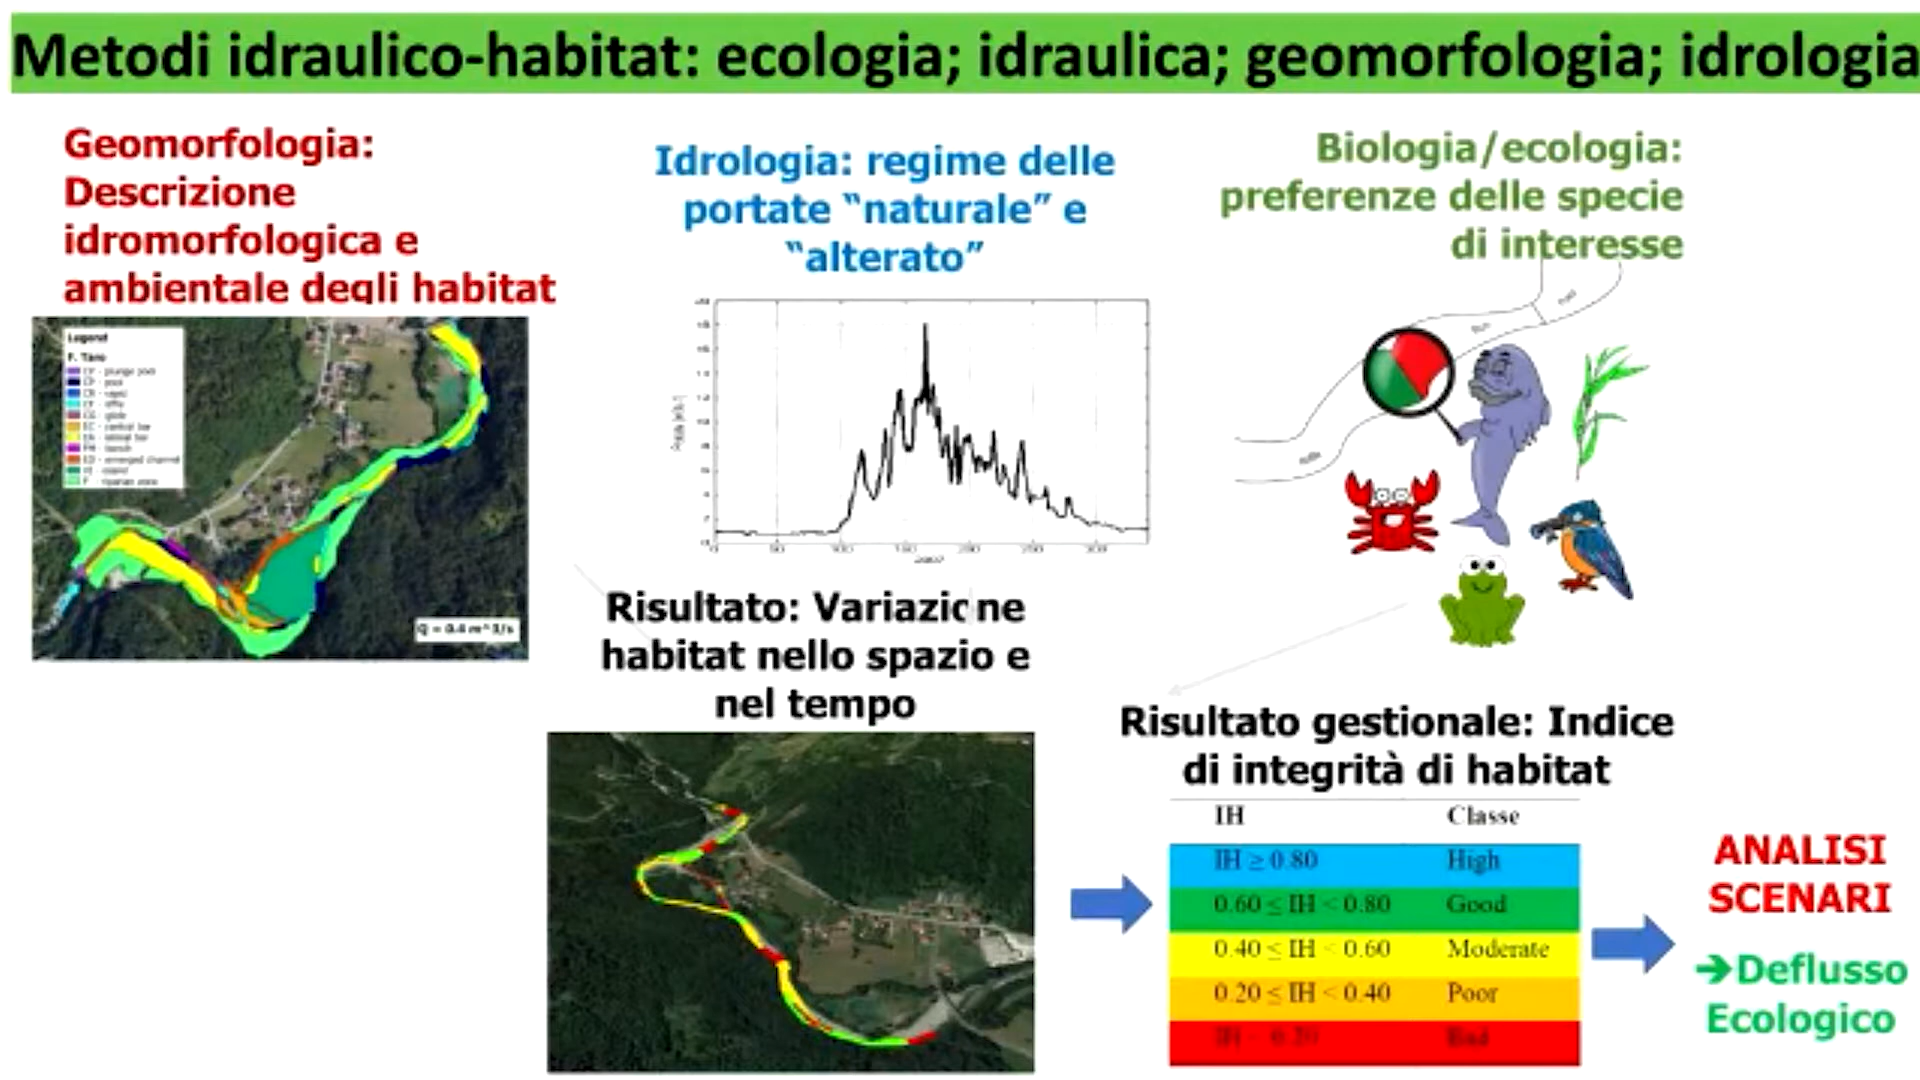 Metodi idraulico-habitat: ecologia; idraulica; geomorfologia; idrologia
Geomorfologia:
Descrizione
idromorfologica e
ambientale degli habitat
Idrologia: regime delle
portate “naturale” e
“alterato”
Biologia/ecologia:
preferenze delle specie
di interesse
Legend
Risultato: Variazione
habitat nello spazio e
nel tempo
Risultato gestionale: Indice
di integrità di habitat
IH Classe
IH ≥ 0.80 High
0.60 ≤ IH < 0.80 Good
0.40 ≤ IH < 0.60 Moderate
0.20 ≤ IH < 0.40 Poor
Bad
ANALISI
SCENARI
➔Deflusso
Ecologico